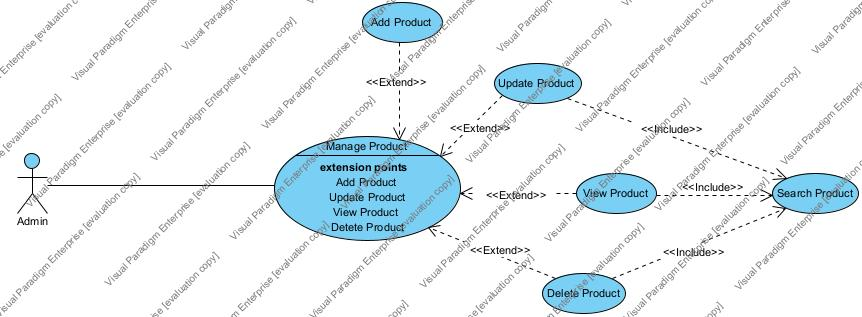 Add Product
<<Extend>>
Update Product
<<Extend>>
<<Include>>
Manage Product
extension points
Add Product
Update Product
View Product
Delete Product
Admin
<<Extend>>
View Product
<<Include>>
Search Product
<<Extend>>
<<Include>>
Delete Product
Visual Paradigm Enterprise [evaluation copy]